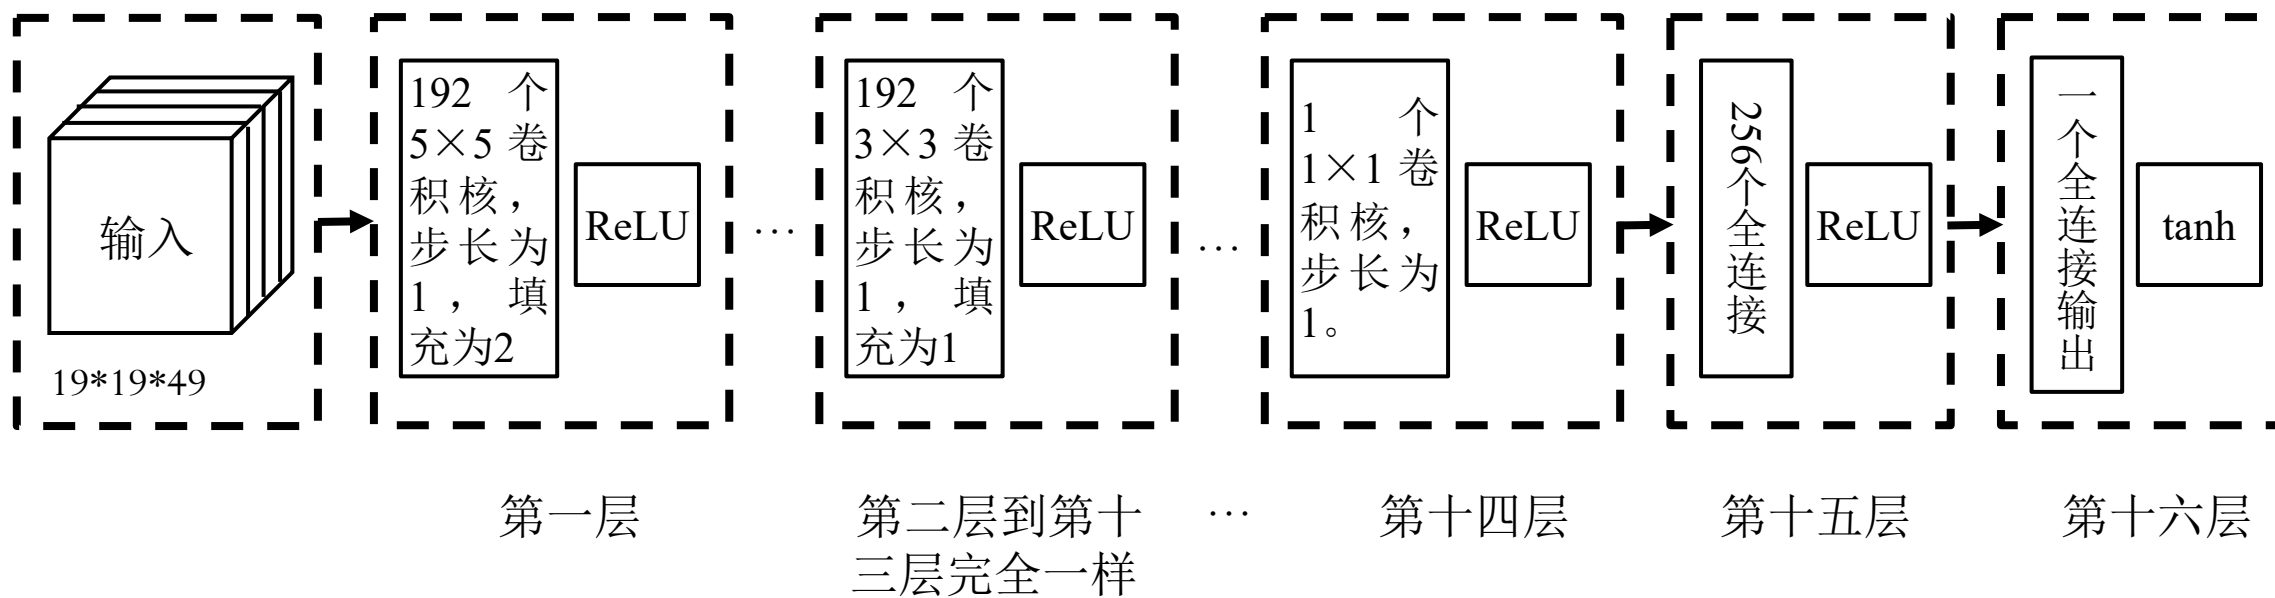 输入
19*19*49
192 个
5×5 卷
积核，
步长为
1，填
充为2
ReLU
…
192 个
3×3 卷
积核，
步长为
1，填
充为1
ReLU
…
1 个
1×1 卷
积核，
步长为
1。
ReLU
256个全连接
ReLU
一个全连接输出
tanh
第一层
第二层到第十
三层完全一样
…
第十四层
第十五层
第十六层